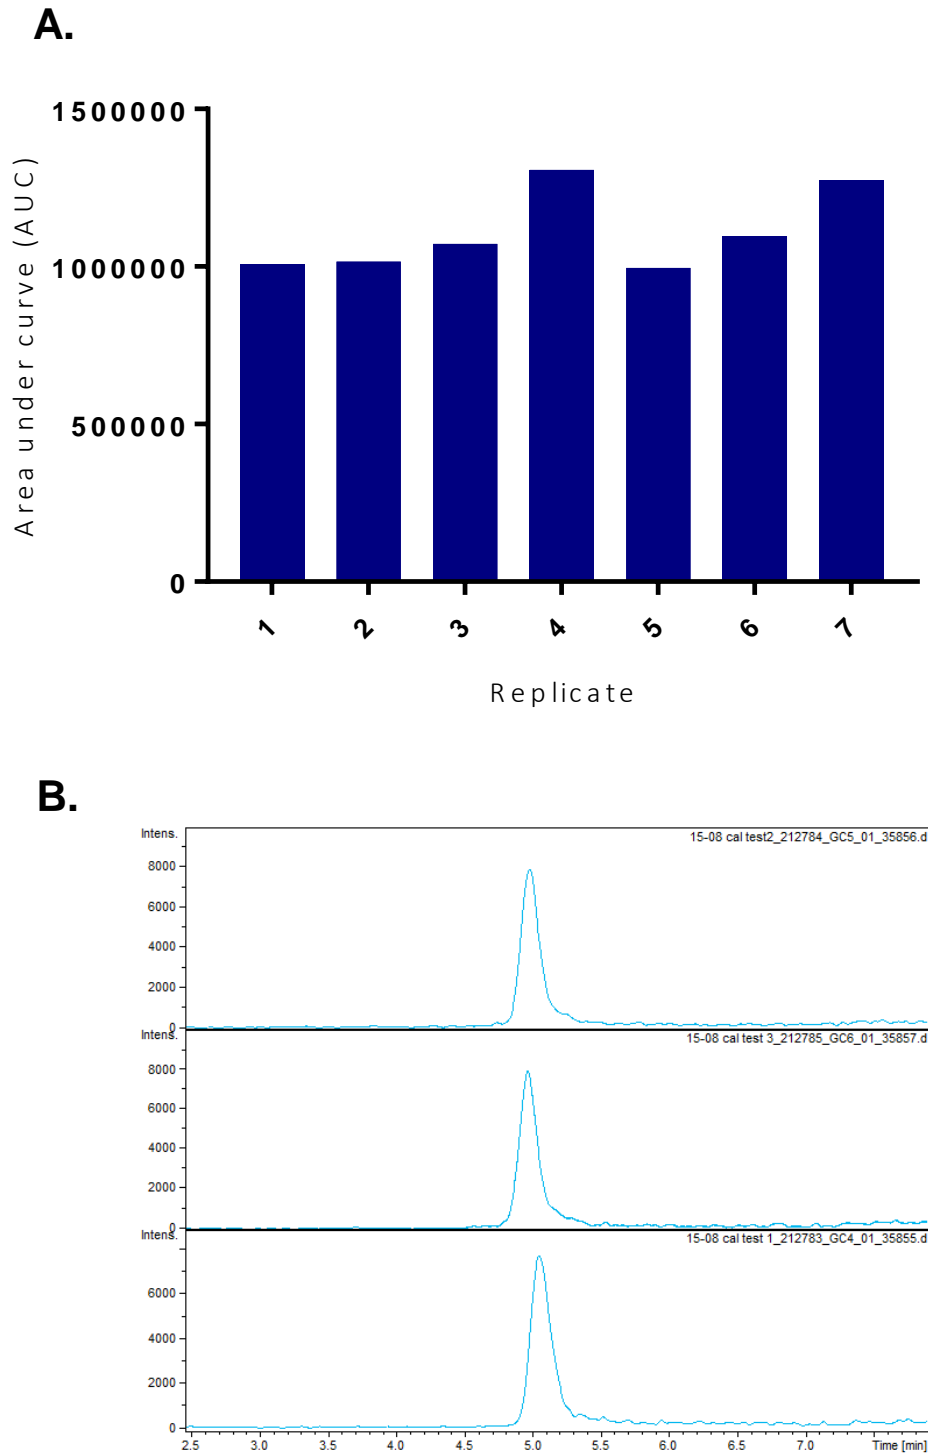 A.
Area under curve (AUC)
1500000
1000000
500000
0
1 2 3 4 5 6 7
Replicate
B.
Intens.
15-08 cal test2_212784_GC5_01_35856.d
8000
6000
4000
2000
0
15-08 cal test 3_212785_GC6_01_35857.d
8000
6000
4000
2000
0
Intens.
15-08 cal test 1_212783_GC4_01_35855.d
6000
4000
2000
0
2.5 3.0 3.5 4.0 4.5 5.0 5.5 6.0 6.5 7.0 Time [min]